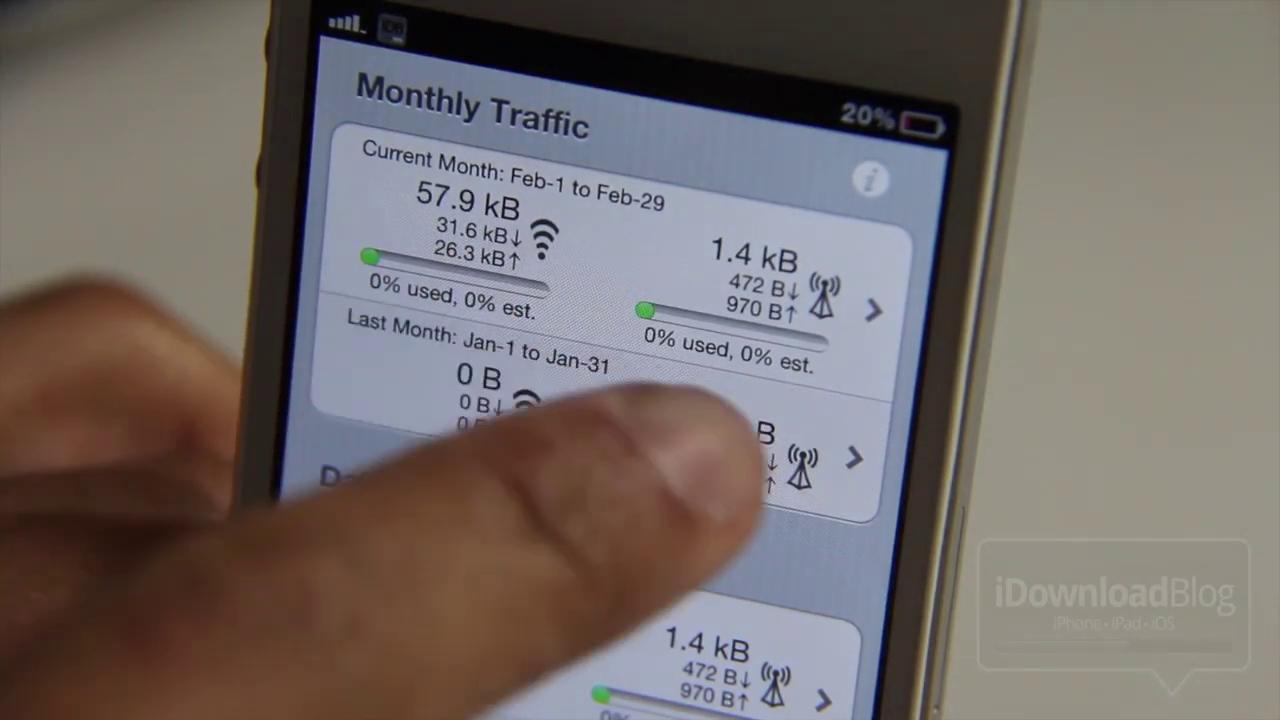 iDB
20%
Monthly Traffic
Current Month: Feb-1 to Feb-29
57.9 kB
31.6 kB↓
26.3 kB↑
0% used, 0% est.
1.4 kB
472 B↓
970 B↑
0% used, 0% est.
Last Month: Jan-1 to Jan-31
0 B
0 B↓
B
↓
↑
1.4 kB
472 B↓
970 B↑
0%
iDownloadBlog
iPhone • iPad • iOS